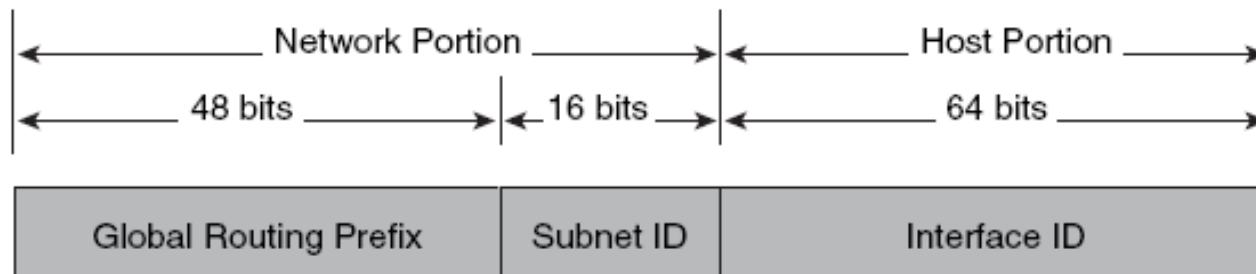 Network Portion Host Portion
48 bits 16 bits 64 bits
Global Routing Prefix Subnet ID Interface ID